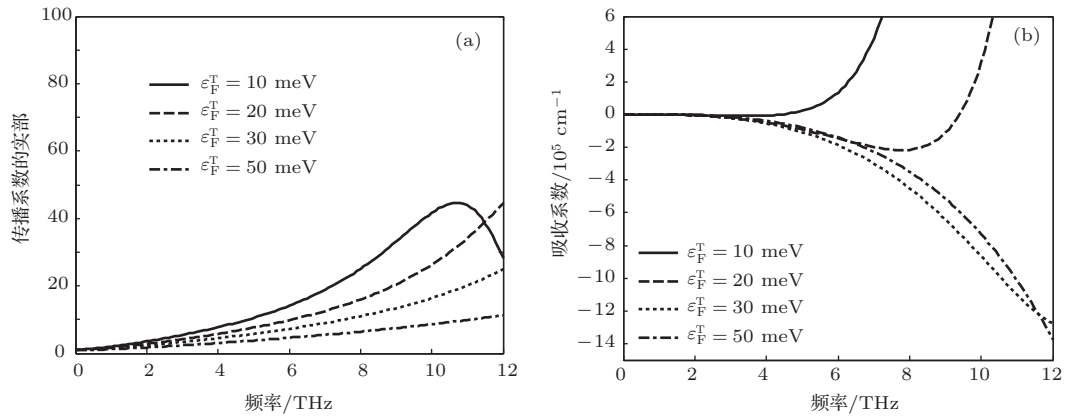 100
80
60
40
20
0
传播系数的实部
(a)
ε_F^T = 10 meV
ε_F^T = 20 meV
ε_F^T = 30 meV
ε_F^T = 50 meV
0 2 4 6 8 10 12
频率/THz
6
4
2
0
−2
−4
−6
−8
−10
−12
−14
吸收系数/10⁵ cm⁻¹
(b)
ε_F^T = 10 meV
ε_F^T = 20 meV
ε_F^T = 30 meV
ε_F^T = 50 meV
0 2 4 6 8 10 12
频率/THz